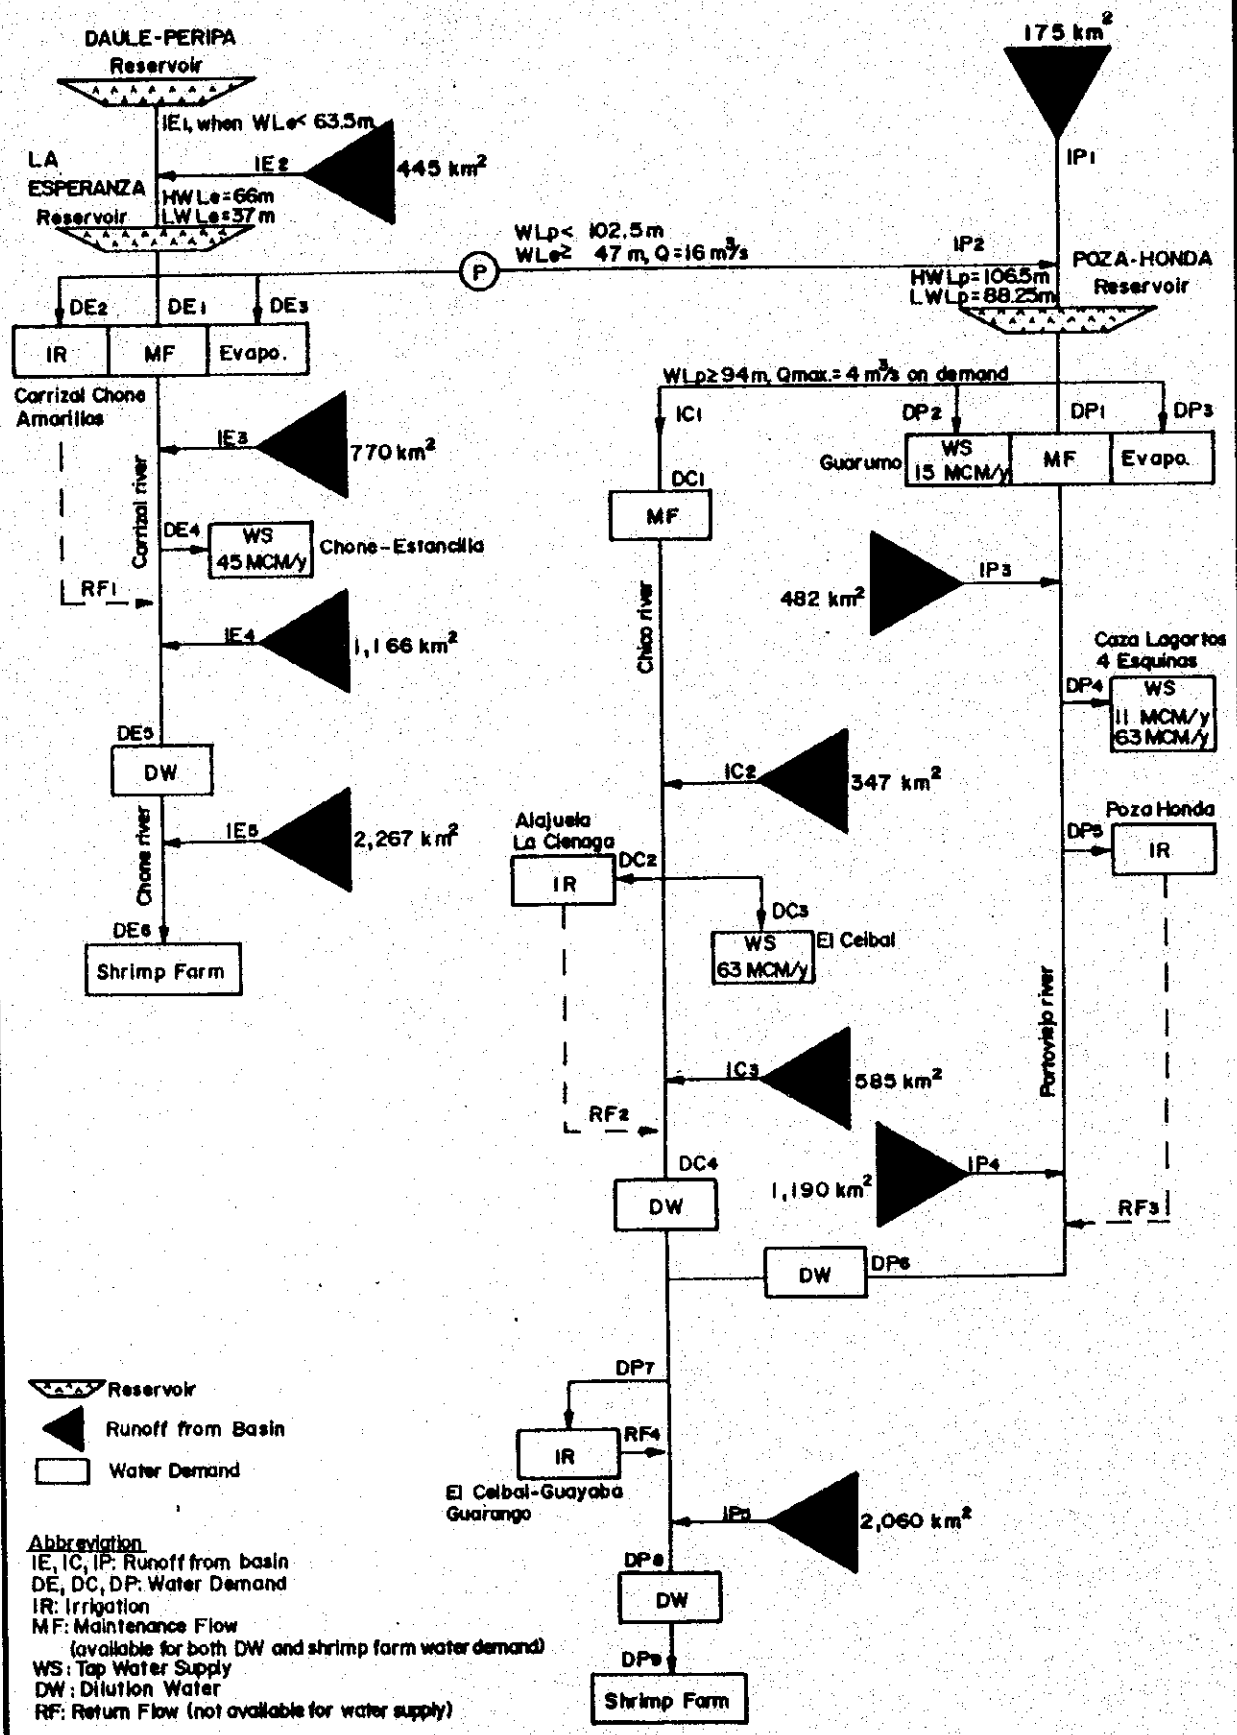 DAULE-PERIPA
Reservoir
IE1, when WLe< 63.5m
IE2
445 km²
LA
ESPERANZA
Reservoir
HWLe=66m
LWLe=37m
175 km²
IP1
WLp< 102.5m
WLe≥ 47m, Q=16m³/s
P
IP2
POZA-HONDA
Reservoir
HWLp=106.5m
LWLp=88.25m
DE2
DE1
DE3
IR
MF
Evapo.
Carrizal Chone
Amarillos
WLp≥94m, Qmax.=4m³/s on demand
IC1
DP2
DP1
DP3
Guarumo
WS
15 MCM/y
MF
Evapo.
DC1
MF
IE3
770 km²
Carrizal river
DE4
WS
45 MCM/y
Chone-Estancilla
RF1
IE4
1,166 km²
IP3
482 km²
Chico river
Caza Lagartos
4 Esquinas
DP4
WS
11 MCM/y
63MCM/y
DE5
DW
IC2
347 km²
Chone river
IE5
2,267 km²
Alajuela
La Cienaga
IR
DC2
DC3
WS
63 MCM/y
El Ceibal
Poza Honda
DP5
IR
DE6
Shrimp Farm
Portoviejo river
IC3
585 km²
RF2
IP4
1,190 km²
DC4
DW
RF3
DW
DP6
DP7
RF4
IR
El Ceibal-Guayaba
Guarango
IP5
2,060 km²
DP8
DW
DP9
Shrimp Farm
Reservoir
Runoff from Basin
Water Demand
Abbreviation
IE, IC, IP: Runoff from basin
DE, DC, DP: Water Demand
IR: Irrigation
MF: Maintenance Flow
(available for both DW and shrimp farm water demand)
WS: Tap Water Supply
DW: Dilution Water
RF: Return Flow (not available for water supply)